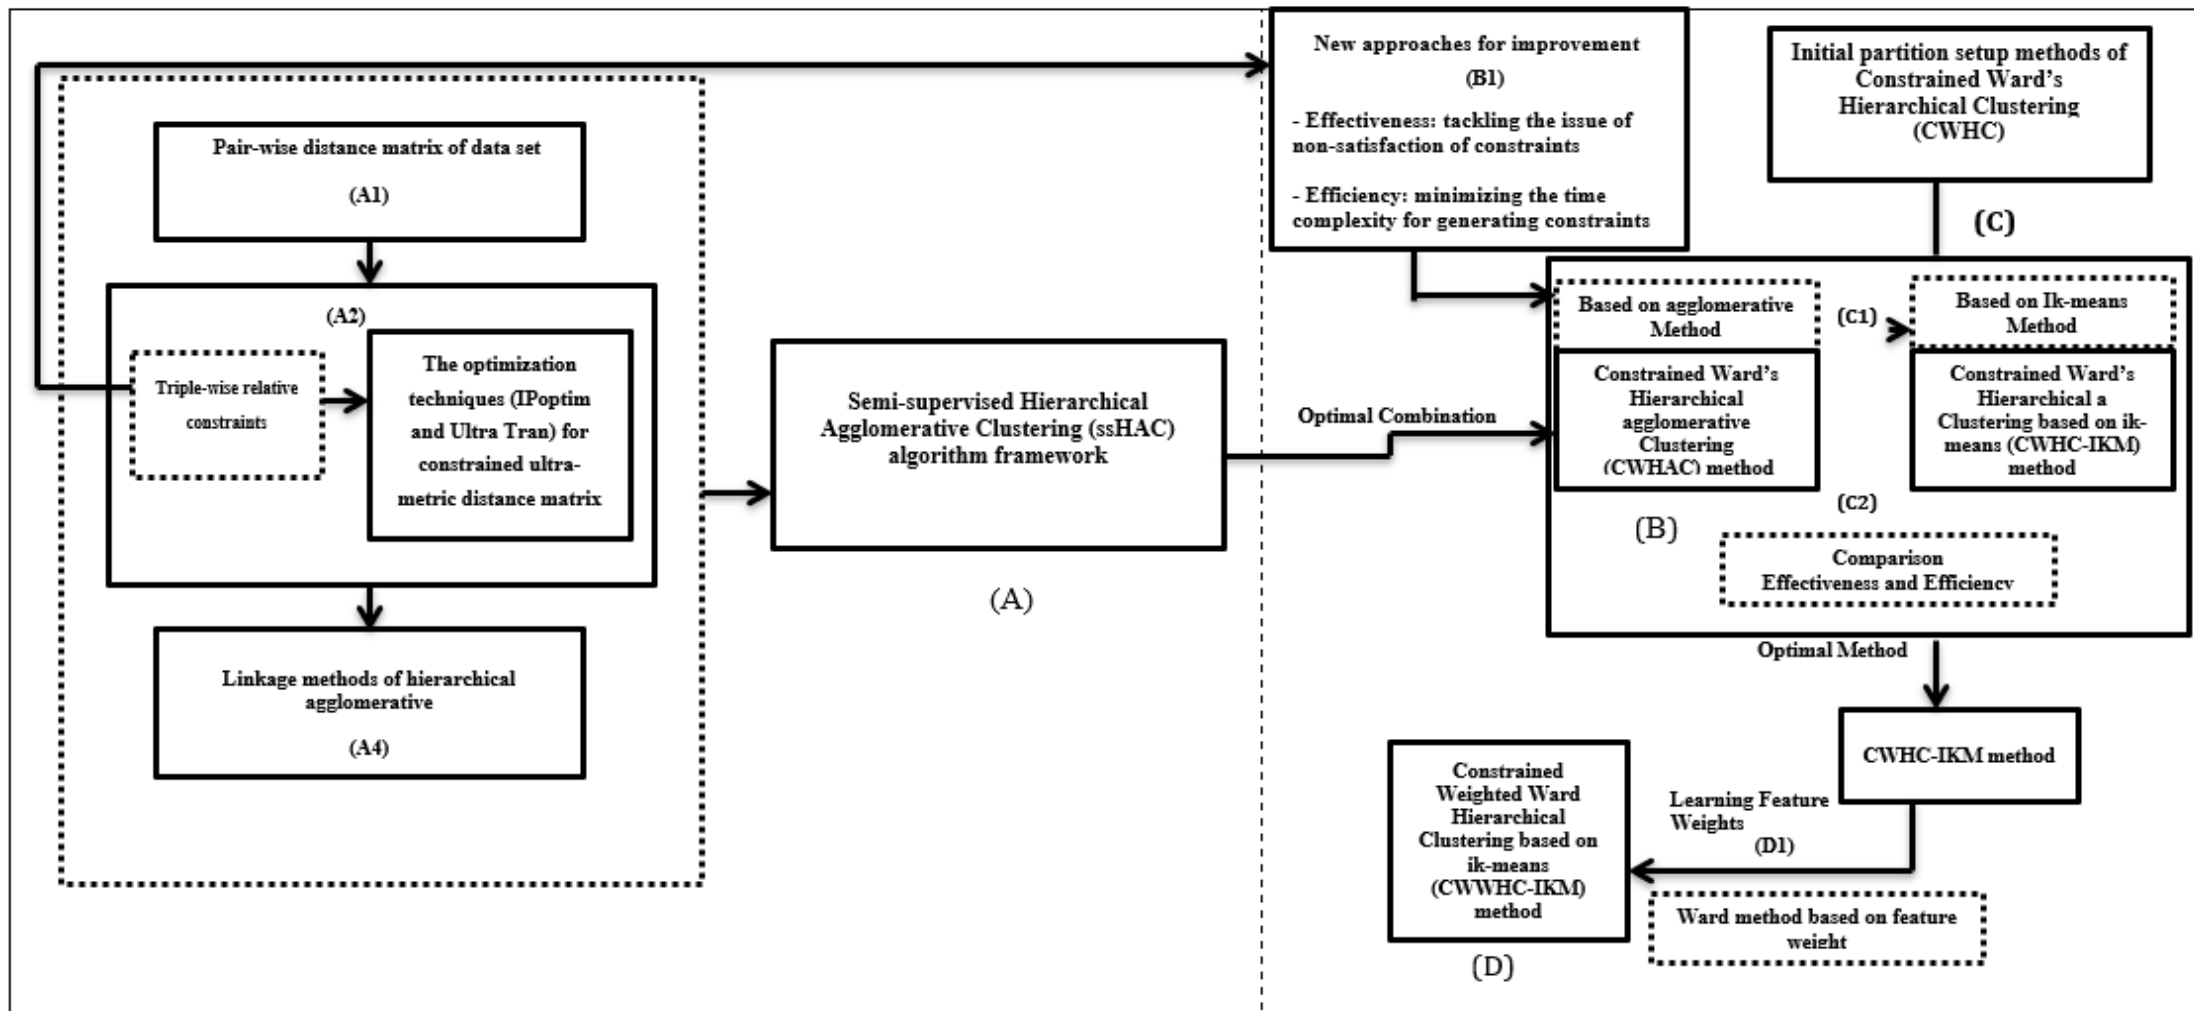 Pair-wise distance matrix of data set
(A1)
(A2)
Triple-wise relative
constraints
The optimization
techniques (IPoptim
and Ultra Tran) for
constrained ultra-
metric distance matrix
Linkage methods of hierarchical
agglomerative
(A4)
Semi-supervised Hierarchical
Agglomerative Clustering (ssHAC)
algorithm framework
(A)
New approaches for improvement
(B1)
- Effectiveness: tackling the issue of
non-satisfaction of constraints
- Efficiency: minimizing the time
complexity for generating constraints
Initial partition setup methods of
Constrained Ward's
Hierarchical Clustering
(CWHC)
(C)
Optimal Combination
Based on agglomerative
Method
Constrained Ward's
Hierarchical
agglomerative
Clustering
(CWHAC) method
(B)
(C1)
Based on Ik-means
Method
Constrained Ward's
Hierarchical a
Clustering based on ik-
means (CWHC-IKM)
method
(C2)
Comparison
Effectiveness and Efficiency
Optimal Method
CWHC-IKM method
Learning Feature
Weights
(D1)
Ward method based on feature
weight
Constrained
Weighted Ward
Hierarchical
Clustering based on
ik-means
(CWWHC-IKM)
method
(D)